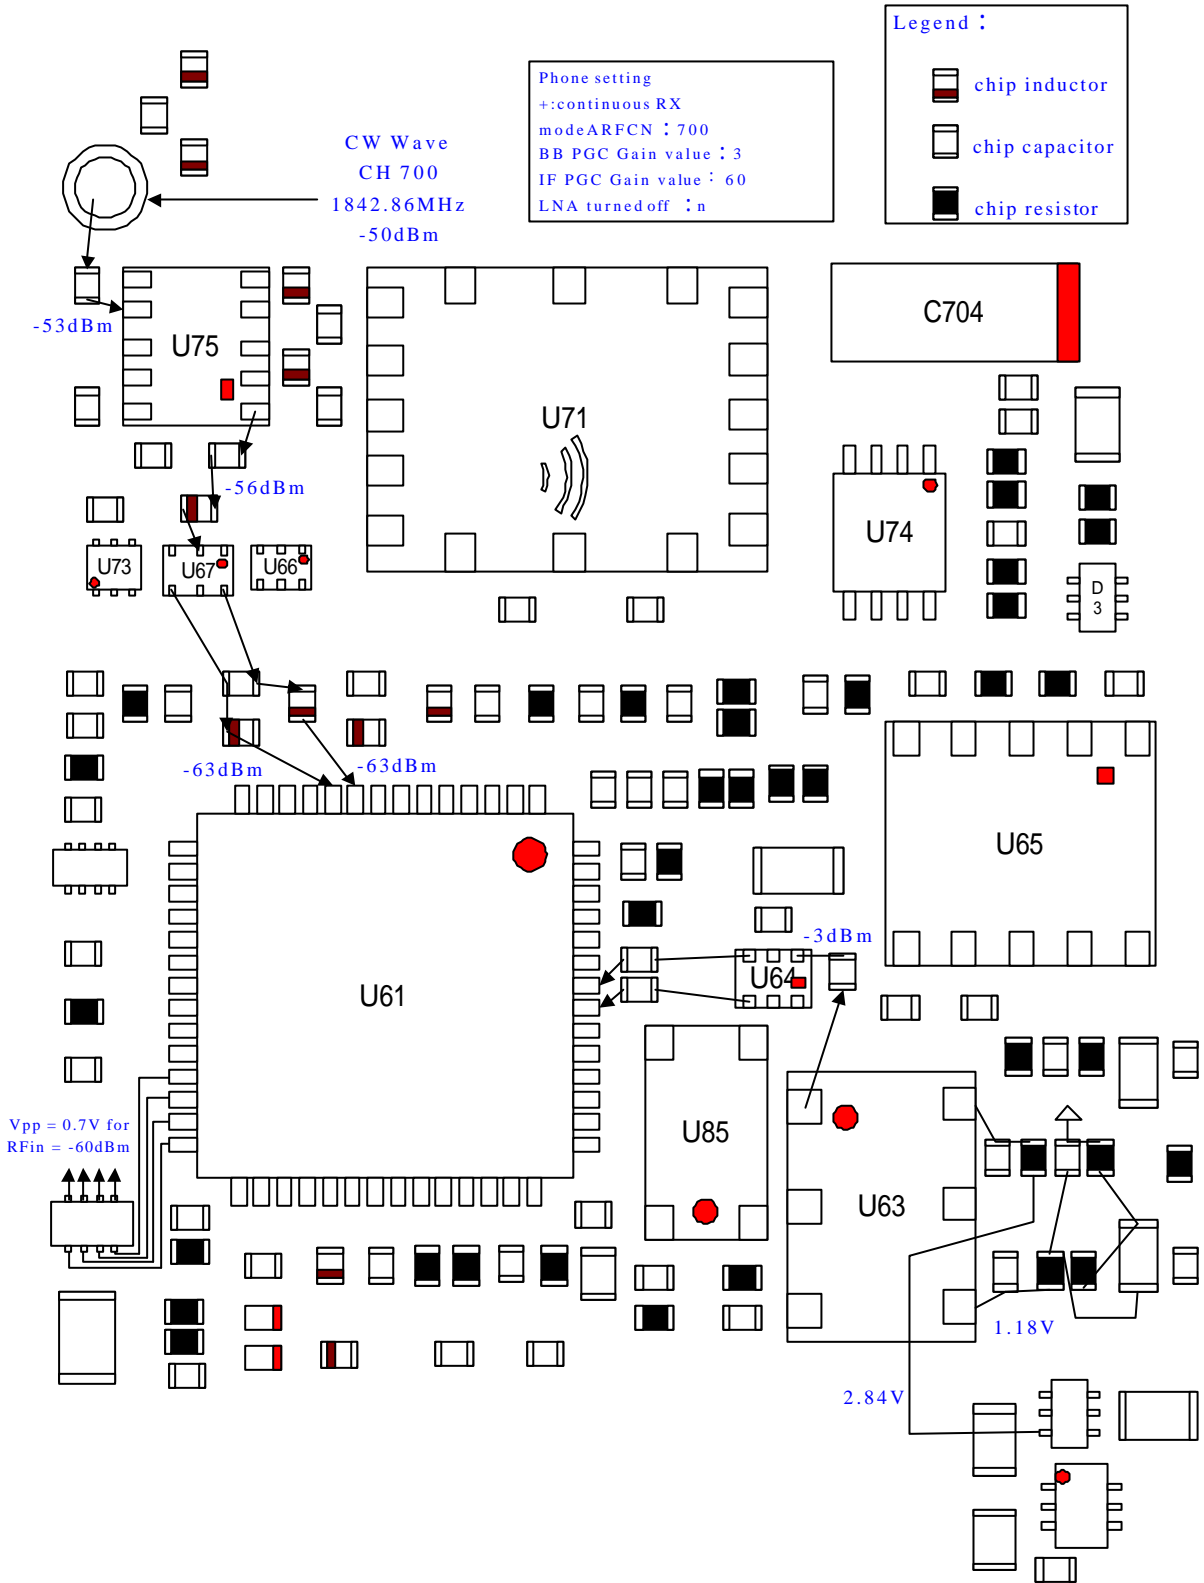 Legend：
chip inductor
chip capacitor
chip resistor
Phone setting
+:continuous RX
modeARFCN：700
BB PGC Gain value：3
IF PGC Gain value：60
LNA turned off ：n
CW Wave
CH 700
1842.86MHz
-50dBm
-53dBm
U75
U71
C704
-56dBm
U74
U73
U67
U66
D
3
-63dBm
-63dBm
U65
-3dBm
U64
U61
Vpp = 0.7V for
RFin = -60dBm
U85
U63
1.18V
2.84V